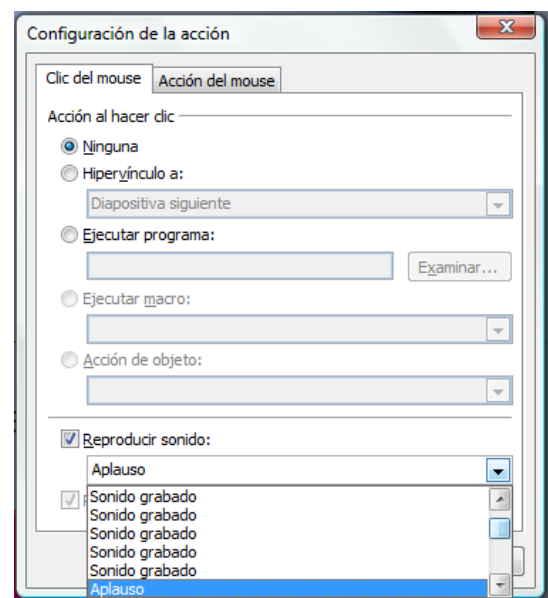 Configuración de la acción
Clic del mouse Acción del mouse
Acción al hacer clic
Ninguna
Hipervínculo a:
Diapositiva siguiente
Ejecutar programa:
Examinar...
Ejecutar macro:
Acción de objeto:
Reproducir sonido:
Aplauso
Sonido grabado
Sonido grabado
Sonido grabado
Sonido grabado
Sonido grabado
Aplauso